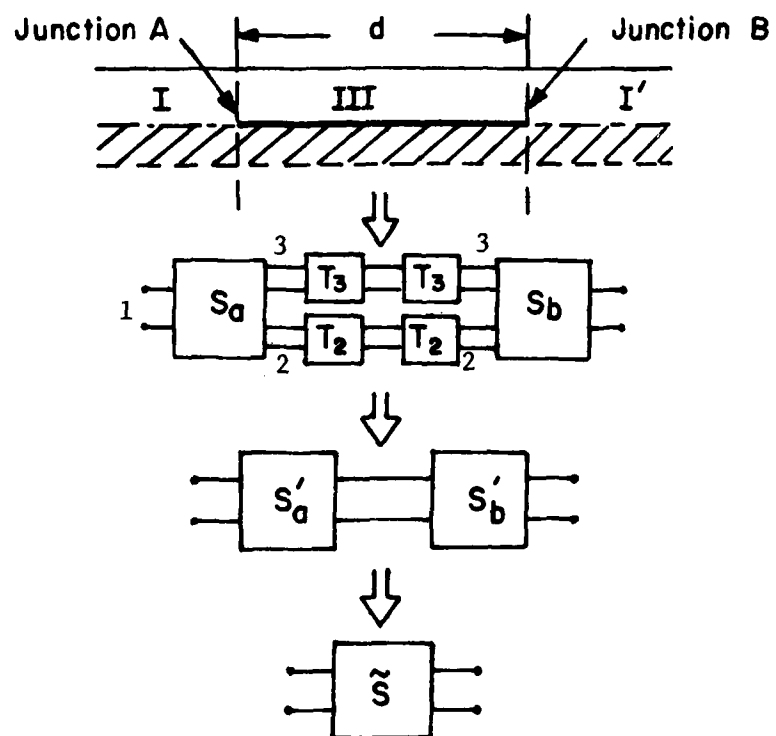 Junction A d Junction B
I III I'
3 3
T3 T3
1 Sa Sb
T2 T2
2 2
S'a S'b
S̃